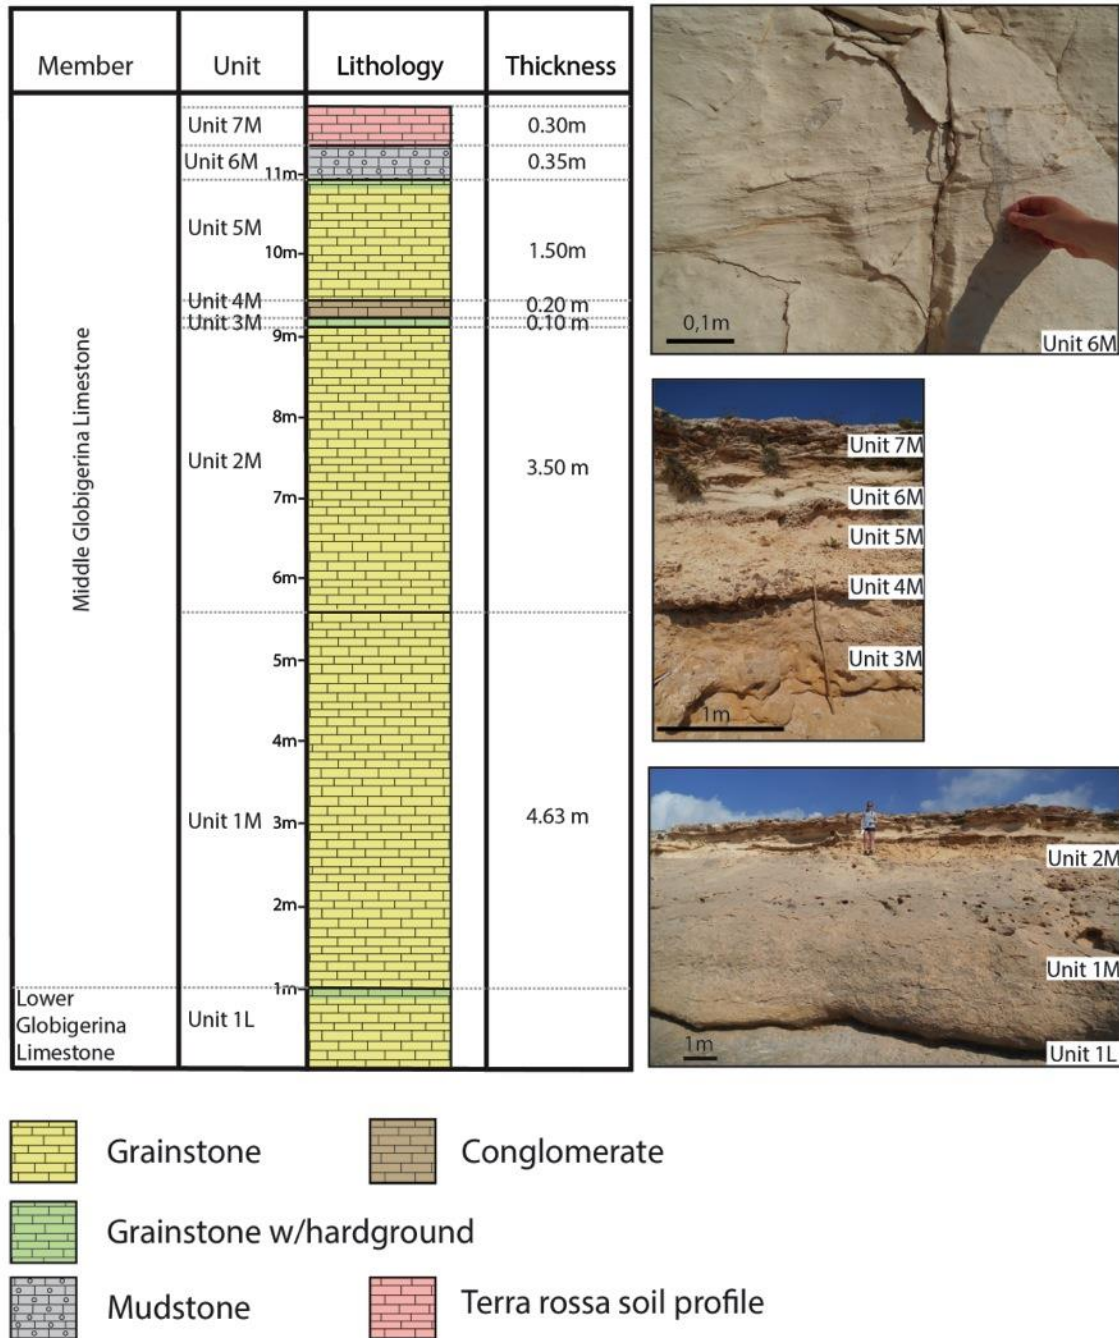 Member Unit Lithology Thickness
Unit 7M 0.30m
Unit 6M 0.35m
11m
Unit 5M
10m 1.50m
Unit 4M 0.20 m
Unit 3M 0.10 m
9m
8m
Unit 2M 3.50 m
7m
6m
5m
4m
Unit 1M 3m 4.63 m
2m
1m
Middle Globigerina Limestone
Lower
Globigerina
Limestone
Unit 1L
0,1m
Unit 6M
Unit 7M
Unit 6M
Unit 5M
Unit 4M
Unit 3M
1m
Unit 2M
Unit 1M
1m
Unit 1L
Grainstone
Conglomerate
Grainstone w/hardground
Mudstone
Terra rossa soil profile